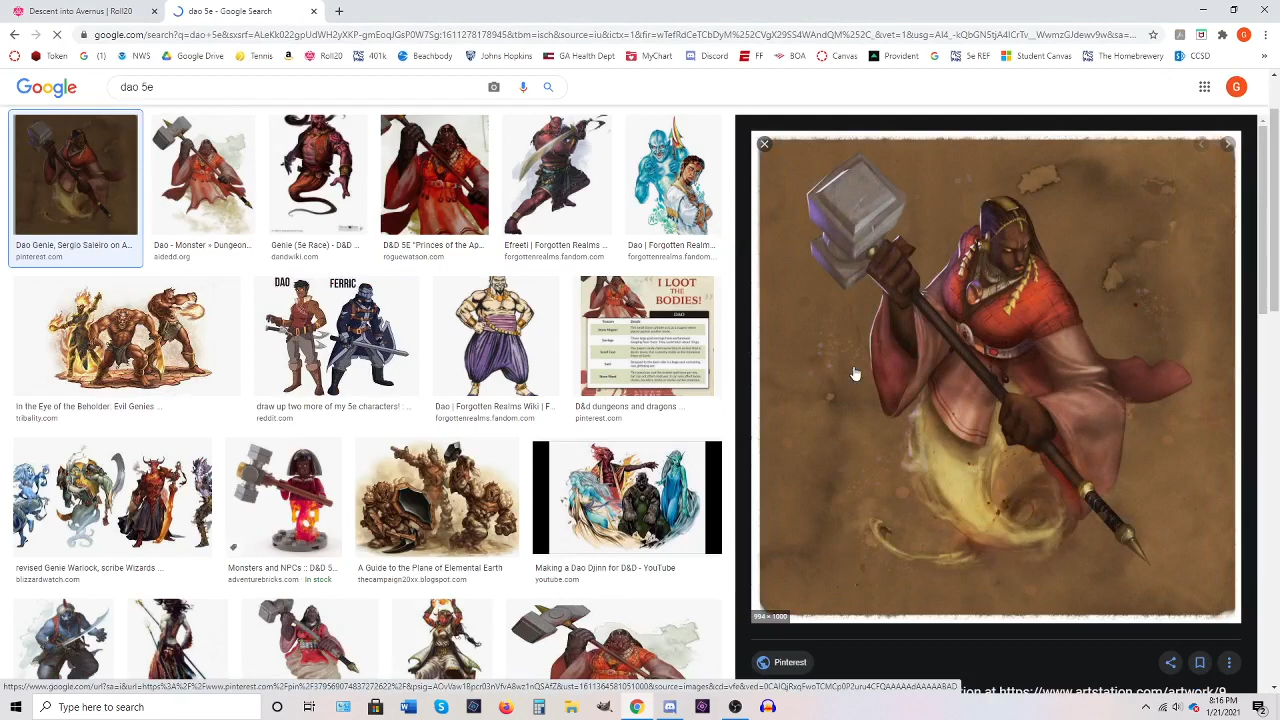 Descent into Avernus | Roll20
dao 5e - Google Search
Token
G (1)
NWS
Google
Tennis
401k
Beachbody
Johns Hopkins
GA Health Dept
MyChart
Discord
FF
BOA
Canvas
Provident
5e REF
Student Canvas
The Homebrewery
CCSD
Google
dao 5e
G
Dao Genie, Sergio Saleiro on A...
pinterest.com
Dao - Monster » Dungeon...
aidedd.org
Genie (5e Race) - D&D ...
dandwiki.com
D&D 5E "Princes of the Ap...
roguewatson.com
Efreeti | Forgotten Realms ...
forgottenrealms.fandom...
Dao | Forgotten Realm...
forgottenrealms.fandom...
DAO
FERRIC
I LOOT
THE
BODIES!
DAO
In the Eye of the Beholder: Evil Genies ...
tribality.com
draw up two more of my 5e characters! : ...
reddit.com
Dao | Forgotten Realms Wiki | F...
forgottenrealms.fandom.com
D&d dungeons and dragons ...
pinterest.com
revised Genie Warlock, scribe Wizards ...
blizzardwatch.com
Monsters and NPCs :: D&D 5...
adventurebricks.com · In stock
A Guide to the Plane of Elemental Earth
thecampaign20xx.blogspot.com
Making a Dao Djinn for D&D - YouTube
youtube.com
994 × 1000
Pinterest
Type here to search
8:16 PM
1/21/2021